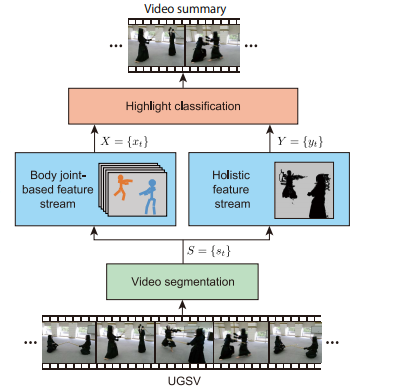 Video summary
...
...
Highlight classification
X = {x_t}
Y = {y_t}
Body joint-
based feature
stream
Holistic
feature
stream
S = {s_t}
Video segmentation
...
...
UGSV